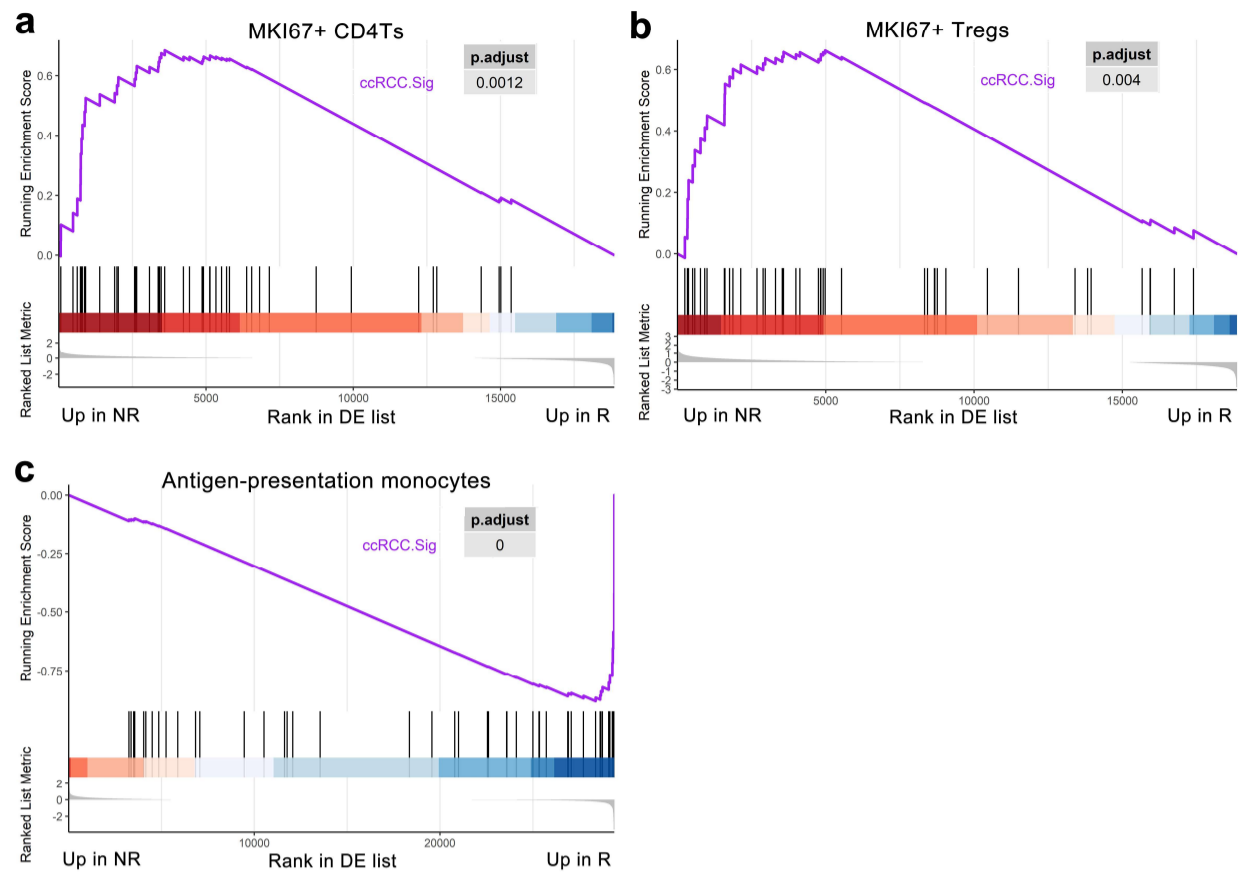 a
MKI67+ CD4Ts
Running Enrichment Score
0.6
0.4
0.2
0.0
ccRCC.Sig
p.adjust
0.0012
Ranked List Metric
2
0
-2
5000
10000
15000
Up in NR
Rank in DE list
Up in R
b
MKI67+ Tregs
Running Enrichment Score
0.6
0.4
0.2
0.0
ccRCC.Sig
p.adjust
0.004
Ranked List Metric
3
2
1
0
-1
-2
-3
5000
10000
15000
Up in NR
Rank in DE list
Up in R
c
Antigen-presentation monocytes
Running Enrichment Score
0.00
-0.25
-0.50
-0.75
ccRCC.Sig
p.adjust
0
Ranked List Metric
2
0
-2
10000
20000
Up in NR
Rank in DE list
Up in R